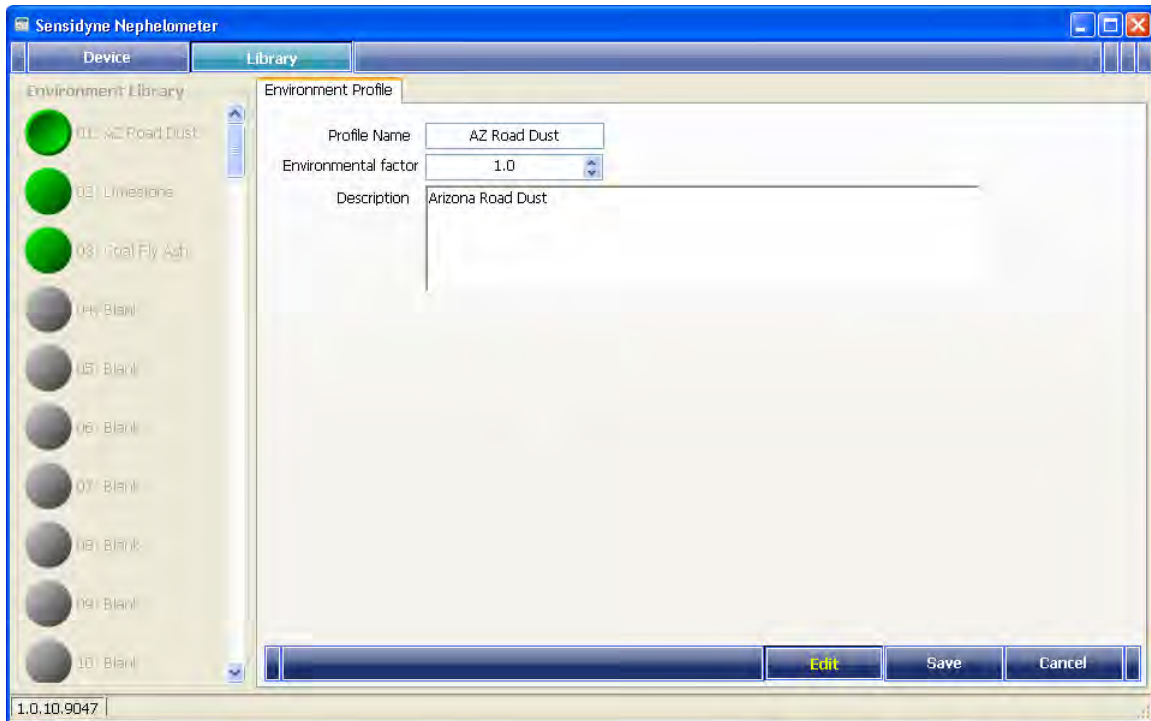 Sensidyne Nephelometer
Device
Library
Environment Library
01: AZ Road Dust
02: Limestone
03: Coal Fly Ash
04: Blank
05: Blank
06: Blank
07: Blank
08: Blank
09: Blank
10: Blank
Environment Profile
Profile Name AZ Road Dust
Environmental factor 1.0
Description Arizona Road Dust
Edit Save Cancel
1.0.10.9047